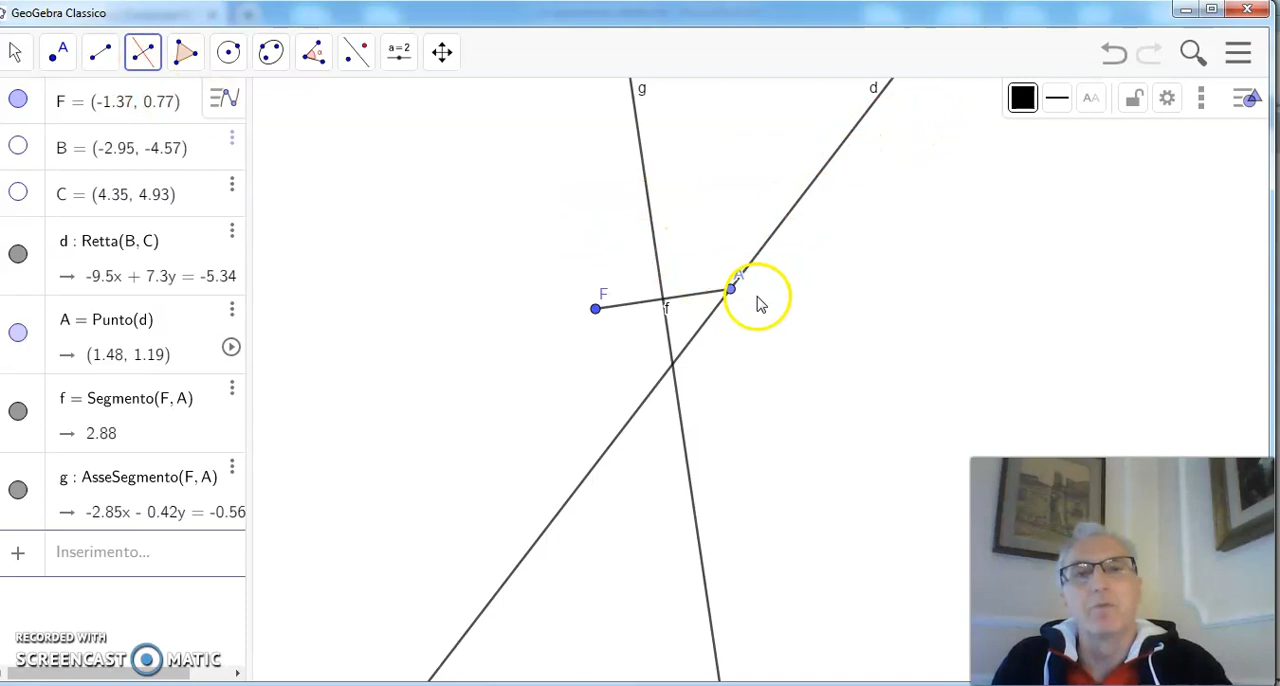 GeoGebra Classico
A
a=2
F = (-1.37, 0.77)
B = (-2.95, -4.57)
C = (4.35, 4.93)
d : Retta(B, C)
→ -9.5x + 7.3y = -5.34
A = Punto(d)
→ (1.48, 1.19)
f = Segmento(F, A)
→ 2.88
g : AsseSegmento(F, A)
→ -2.85x - 0.42y = -0.56
Inserimento...
g
d
AA
A
F
f
RECORDED WITH
SCREENCAST MATIC